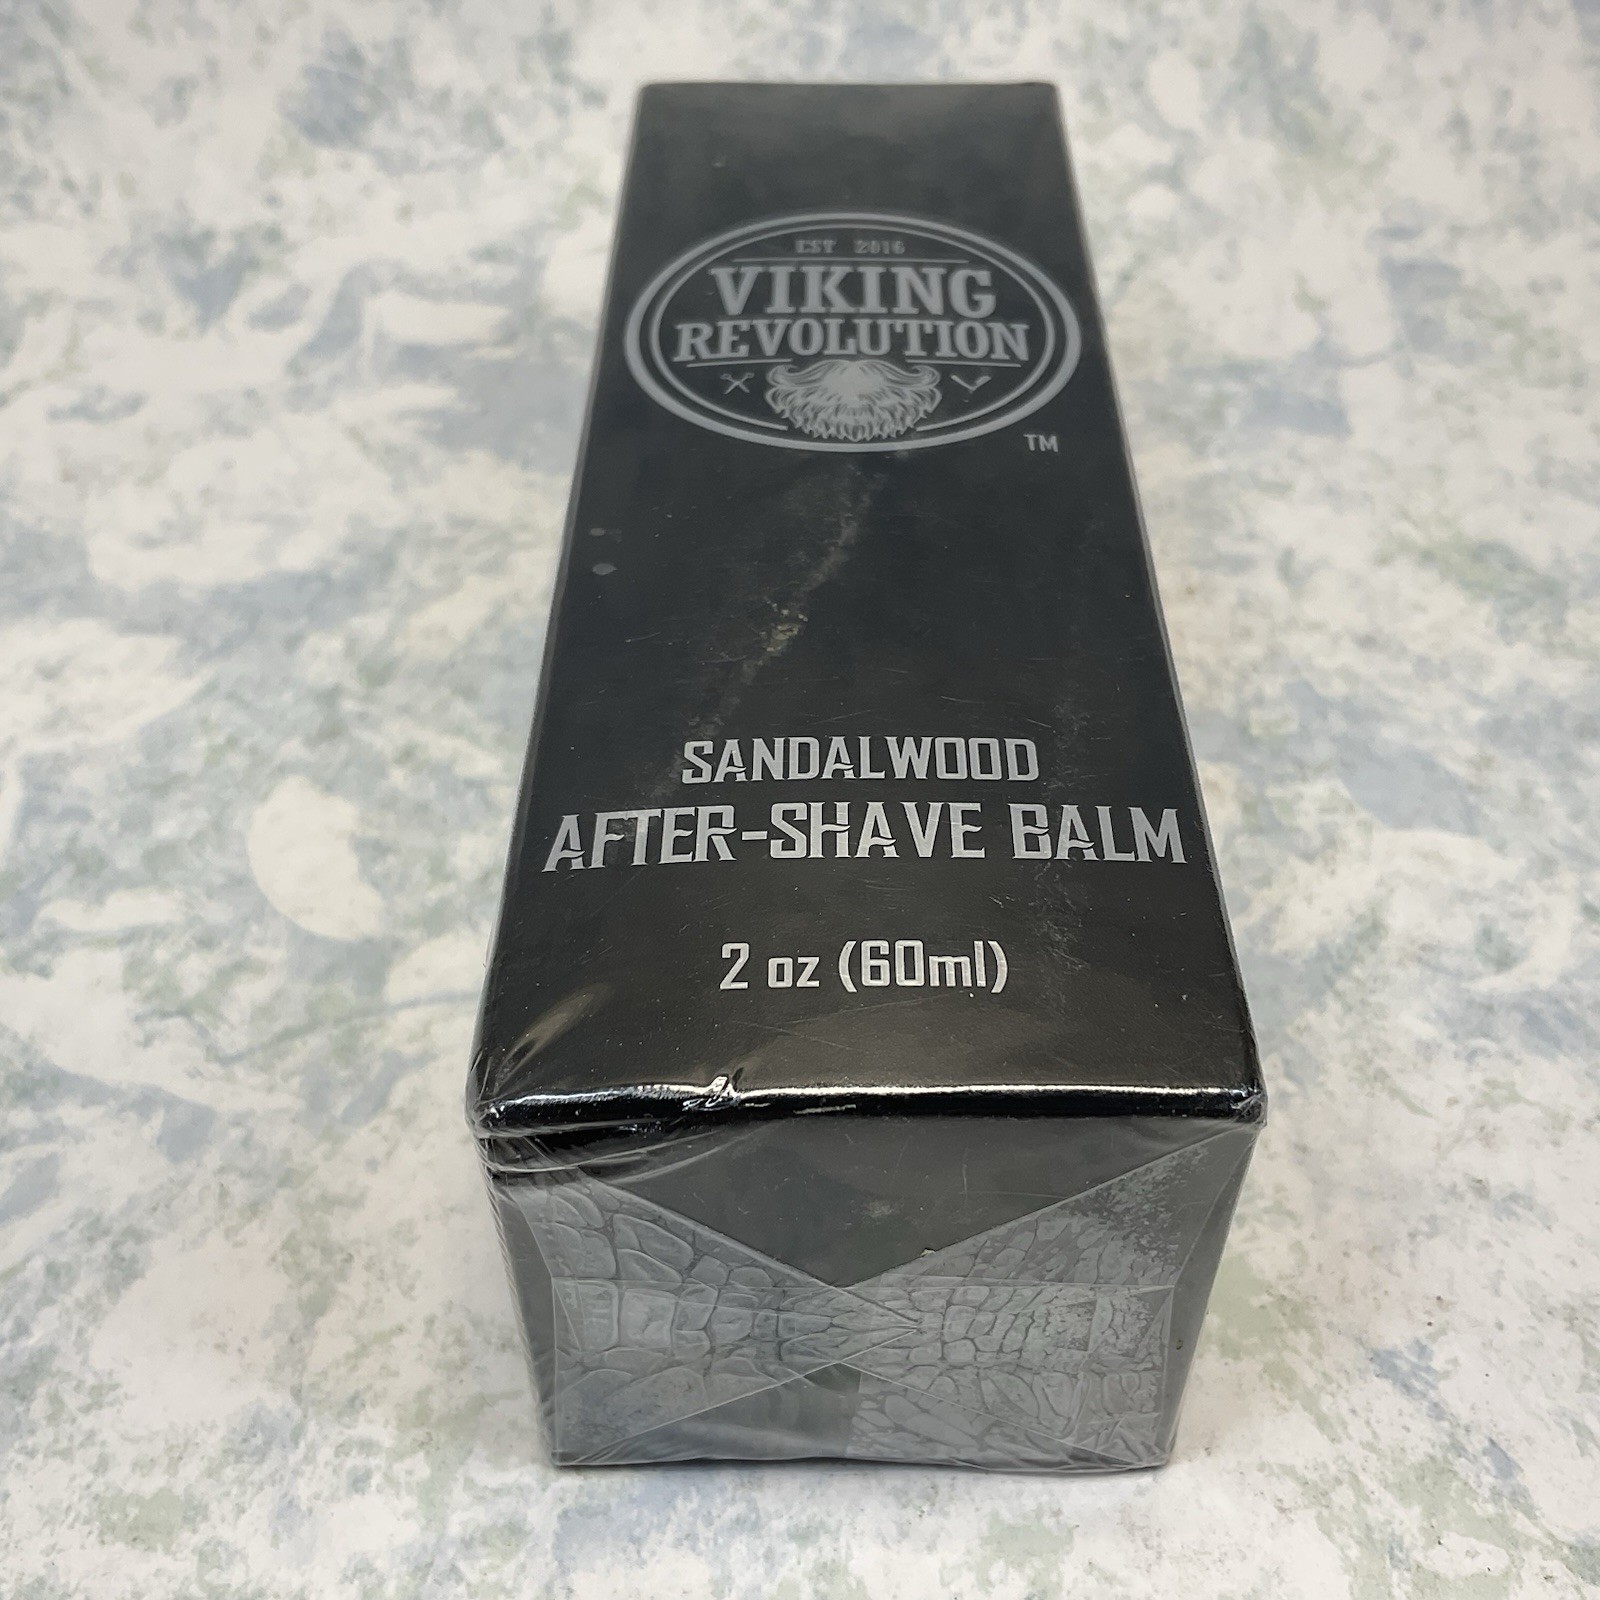 EST 2016
VIKING
REVOLUTION
TM
SANDALWOOD
AFTER-SHAVE BALM
2 oz (60ml)